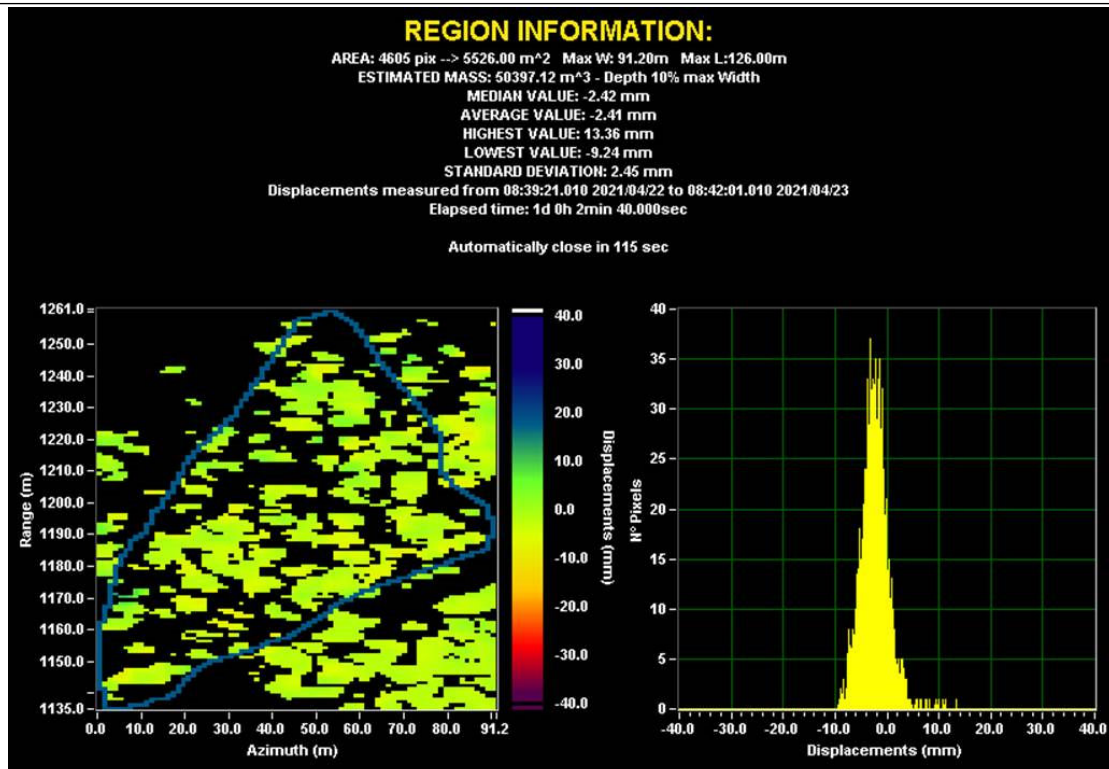 REGION INFORMATION:
AREA: 4605 pix --> 5526.00 m^2 Max W: 91.20m Max L:126.00m
ESTIMATED MASS: 50397.12 m^3 - Depth 10% max Width
MEDIAN VALUE: -2.42 mm
AVERAGE VALUE: -2.41 mm
HIGHEST VALUE: 13.36 mm
LOWEST VALUE: -9.24 mm
STANDARD DEVIATION: 2.45 mm
Displacements measured from 08:39:21.010 2021/04/22 to 08:42:01.010 2021/04/23
Elapsed time: 1d 0h 2min 40.000sec
Automatically close in 115 sec
Range (m)
1261.0
1250.0
1240.0
1230.0
1220.0
1210.0
1200.0
1190.0
1180.0
1170.0
1160.0
1150.0
1135.0
0.0 10.0 20.0 30.0 40.0 50.0 60.0 70.0 80.0 91.2
Azimuth (m)
40.0
30.0
20.0
10.0
0.0
-10.0
-20.0
-30.0
-40.0
Displacements (mm)
N° Pixels
40
35
30
25
20
15
10
5
0
-40.0 -30.0 -20.0 -10.0 0.0 10.0 20.0 30.0 40.0
Displacements (mm)